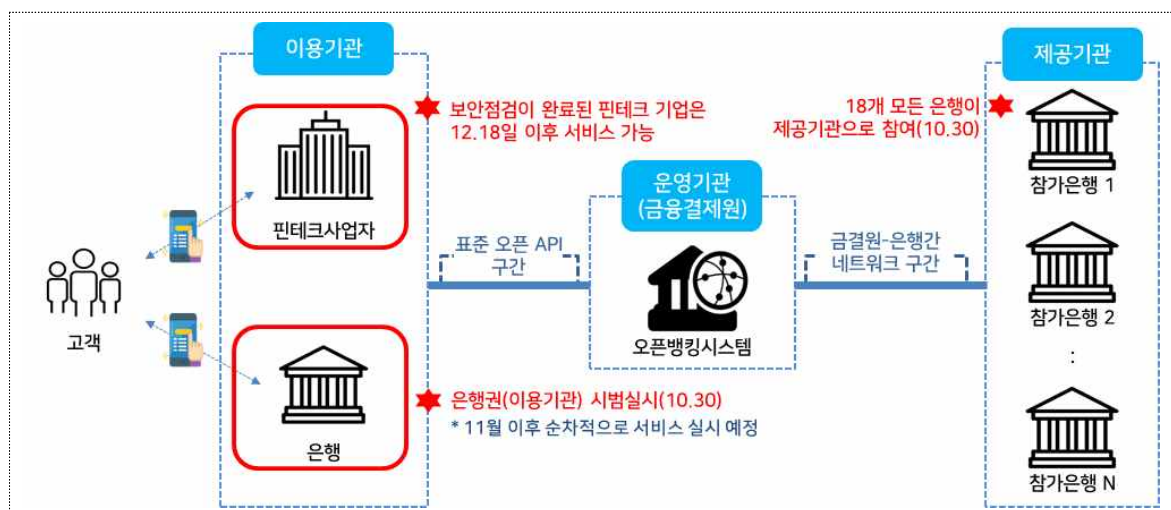 이용기관
제공기관
보안점검이 완료된 핀테크 기업은
12.18일 이후 서비스 가능
18개 모든 은행이
제공기관으로 참여(10.30)
운영기관
(금융결제원)
참가은행 1
핀테크사업자
표준 오픈 API
구간
금결원-은행간
네트워크 구간
고객
오픈뱅킹시스템
참가은행 2
:
은행권(이용기관) 시범실시(10.30)
* 11월 이후 순차적으로 서비스 실시 예정
은행
참가은행 N